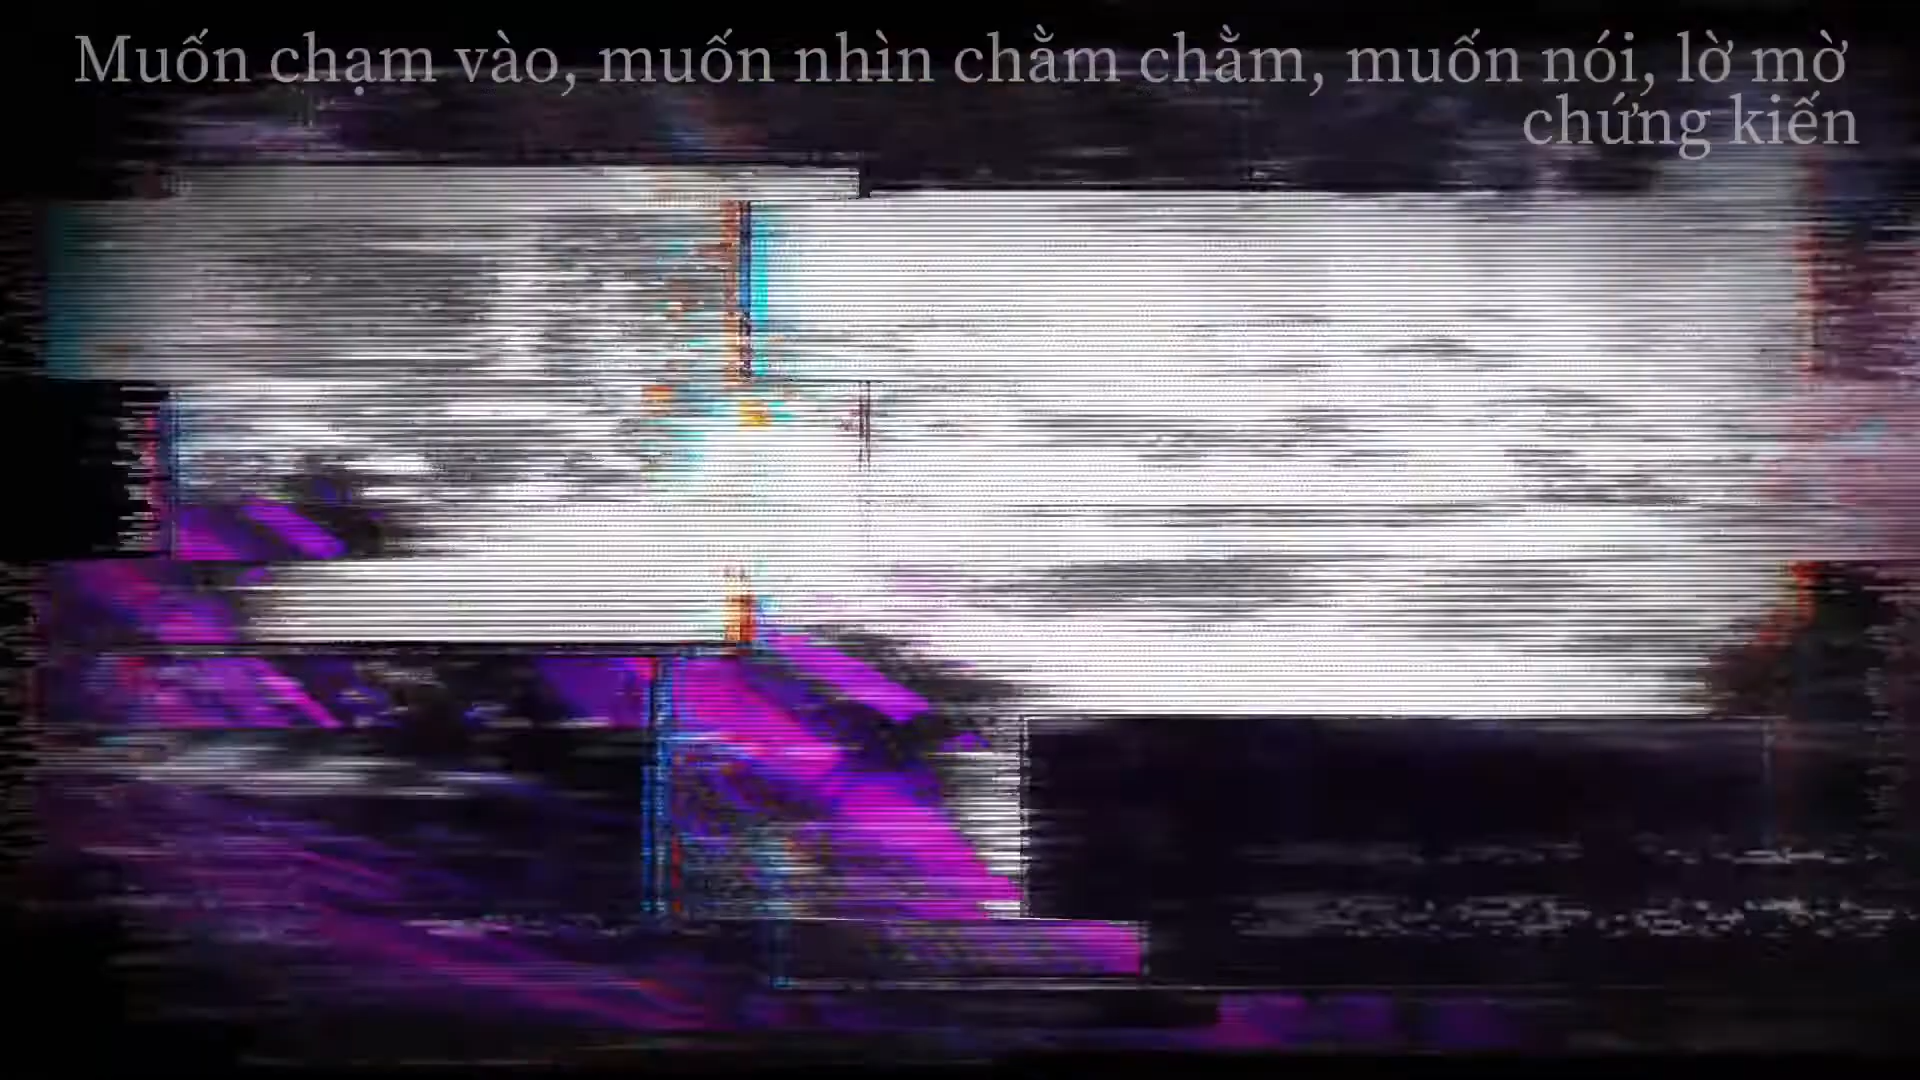 Muốn chạm vào, muốn nhìn chằm chằm, muốn nói, lờ mờ
chứng kiến